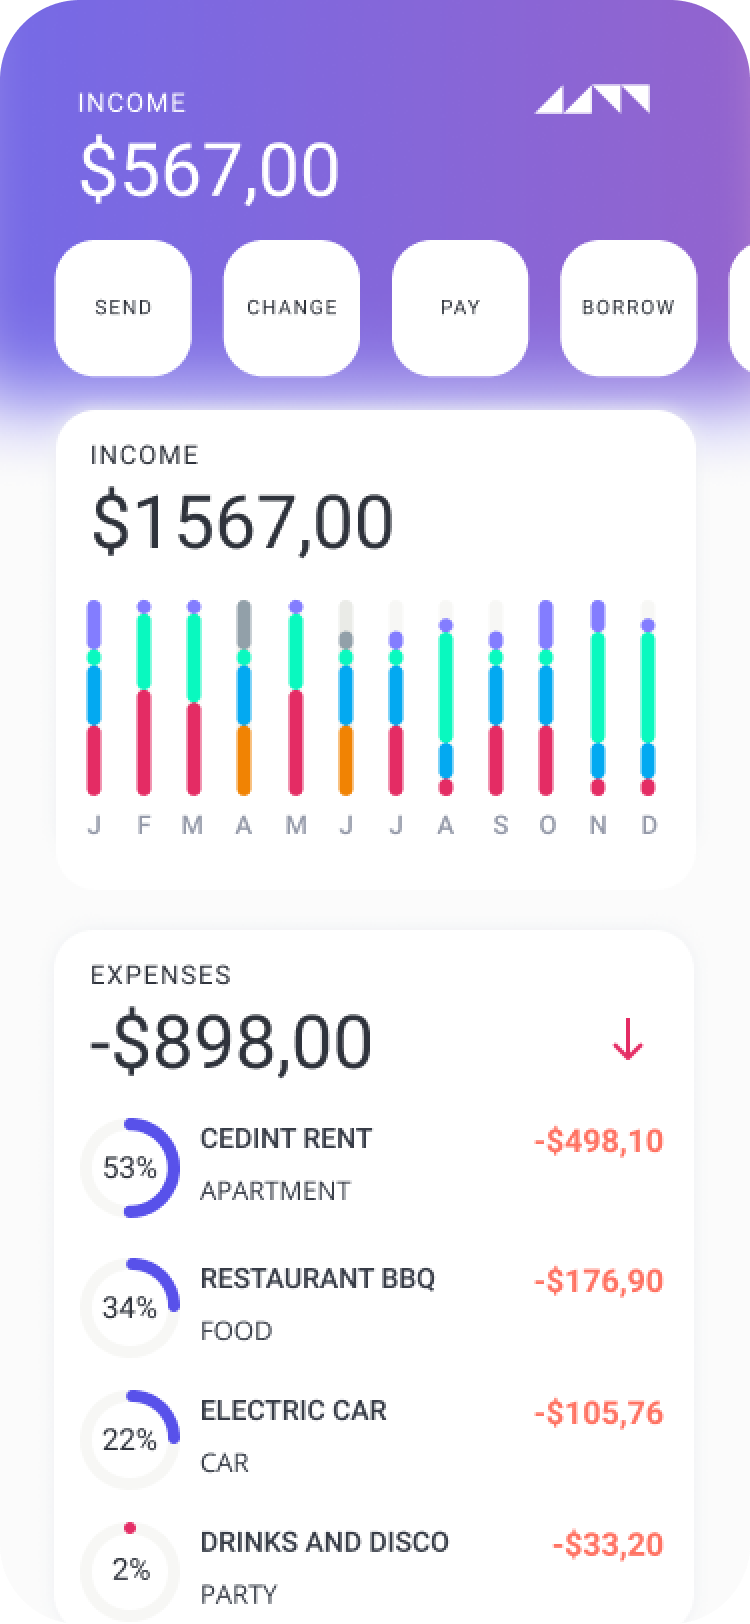 INCOME
$567,00
SEND
CHANGE
PAY
BORROW
INCOME
$1567,00
J F M A M J J A S O N D
EXPENSES
-$898,00
53%
CEDINT RENT
-$498,10
APARTMENT
34%
RESTAURANT BBQ
-$176,90
FOOD
22%
ELECTRIC CAR
-$105,76
CAR
2%
DRINKS AND DISCO
-$33,20
PARTY